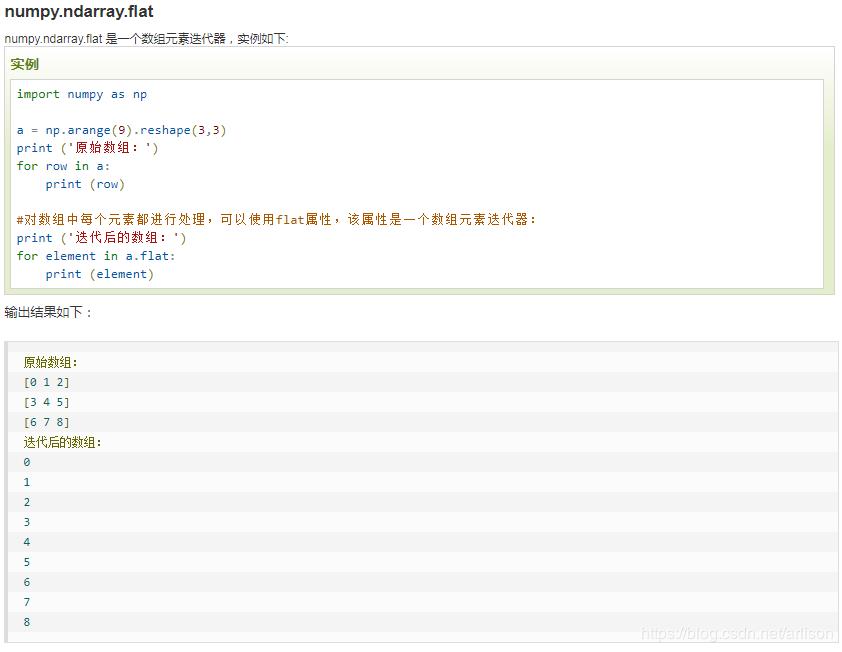 numpy.ndarray.flat
numpy.ndarray.flat 是一个数组元素迭代器，实例如下:
实例
import numpy as np
a = np.arange(9).reshape(3,3)
print ('原始数组：')
for row in a:
    print (row)
#对数组中每个元素都进行处理，可以使用flat属性，该属性是一个数组元素迭代器：
print ('迭代后的数组：')
for element in a.flat:
    print (element)
输出结果如下：
原始数组：
[0 1 2]
[3 4 5]
[6 7 8]
迭代后的数组：
0
1
2
3
4
5
6
7
8
https://blog.csdn.net/arlison